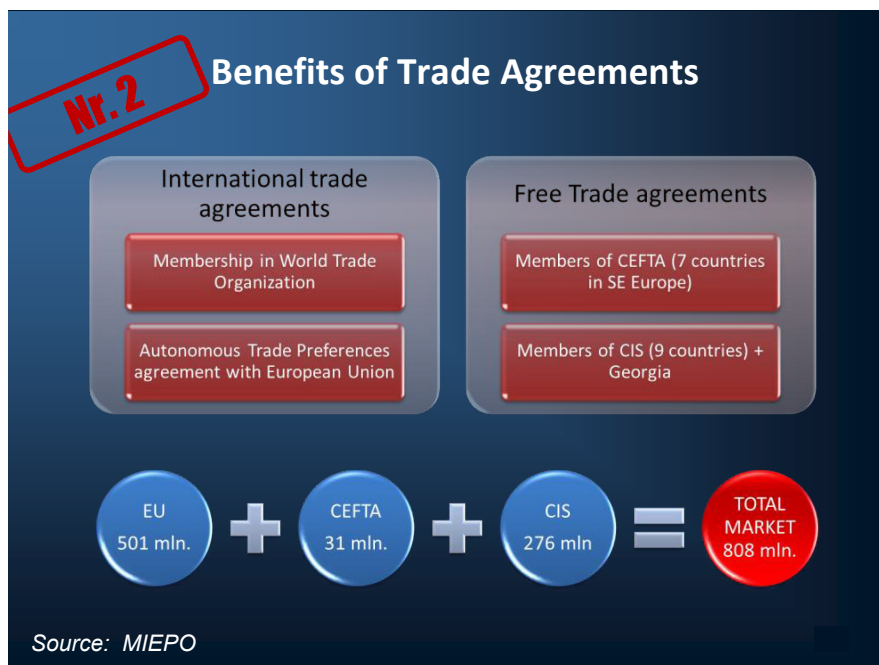 Nr. 2
Benefits of Trade Agreements
International trade
agreements
Membership in World Trade
Organization
Autonomous Trade Preferences
agreement with European Union
Free Trade agreements
Members of CEFTA (7 countries
in SE Europe)
Members of CIS (9 countries) +
Georgia
EU
501 mln.
+
CEFTA
31 mln.
+
CIS
276 mln
=
TOTAL
MARKET
808 mln.
Source: MIEPO